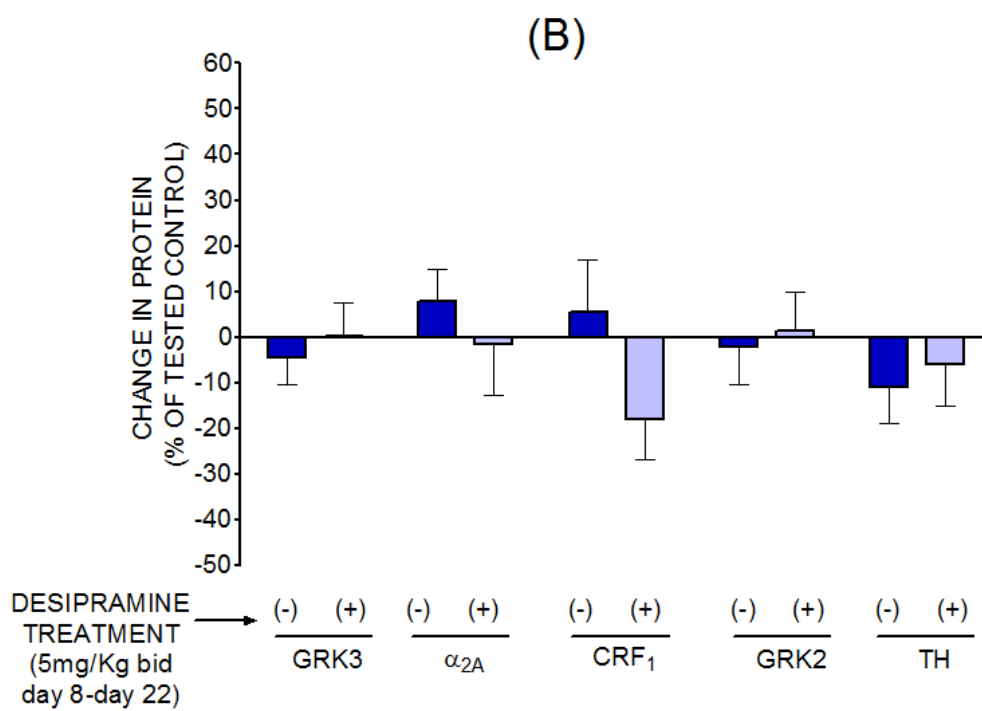 (B)
CHANGE IN PROTEIN
(% OF TESTED CONTROL)
60
50
40
30
20
10
0
-10
-20
-30
-40
-50
DESIPRAMINE
TREATMENT
(5mg/Kg bid
day 8-day 22)
(-) (+) (-) (+) (-) (+) (-) (+) (-) (+)
GRK3 α2A CRF1 GRK2 TH